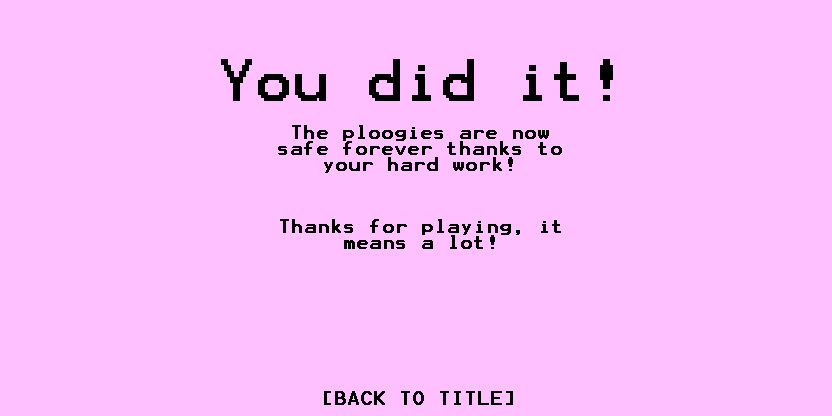 You did it!
The ploogies are now
safe forever thanks to
your hard work!
Thanks for playing, it
means a lot!
[BACK TO TITLE]